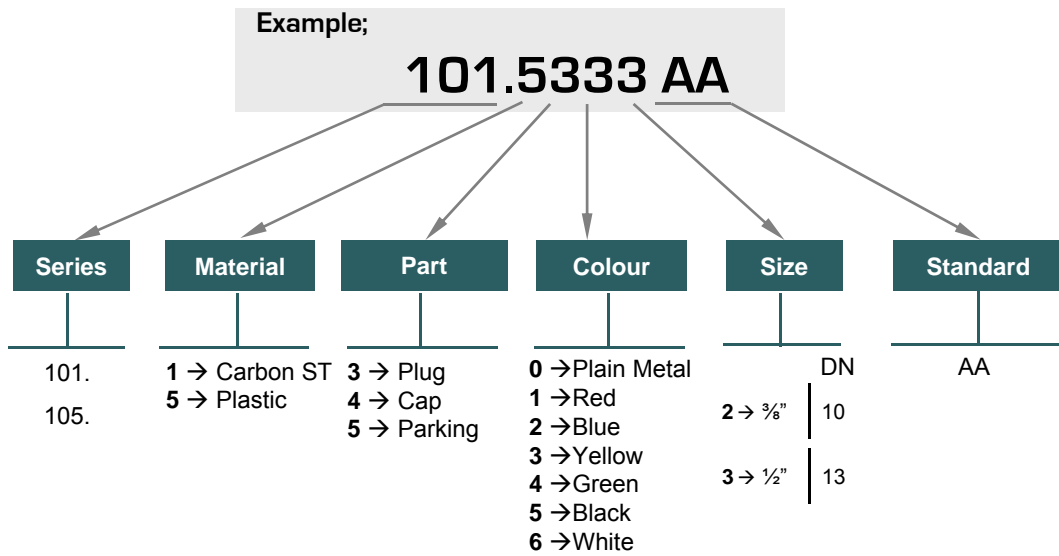 Example;
101.5333 AA
Series
Material
Part
Colour
Size
Standard
101.
105.
1 → Carbon ST
5 → Plastic
3 → Plug
4 → Cap
5 → Parking
0 →Plain Metal
1 →Red
2 →Blue
3 →Yellow
4 →Green
5 →Black
6 →White
DN
2 → ⅜” 10
3 → ½” 13
AA